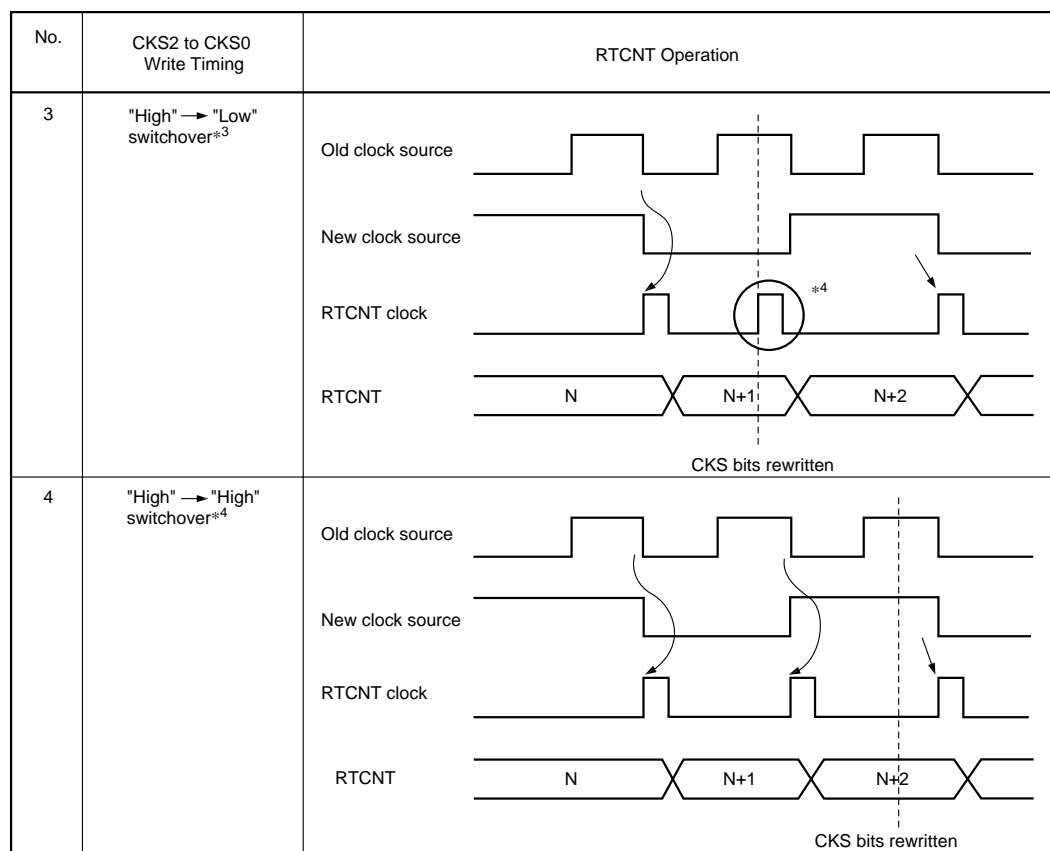 No.
CKS2 to CKS0
Write Timing
RTCNT Operation
3
"High" → "Low"
switchover*3
Old clock source
New clock source
*4
RTCNT clock
RTCNT
N
N+1
N+2
CKS bits rewritten
4
"High" → "High"
switchover*4
Old clock source
New clock source
RTCNT clock
RTCNT
N
N+1
N+2
CKS bits rewritten